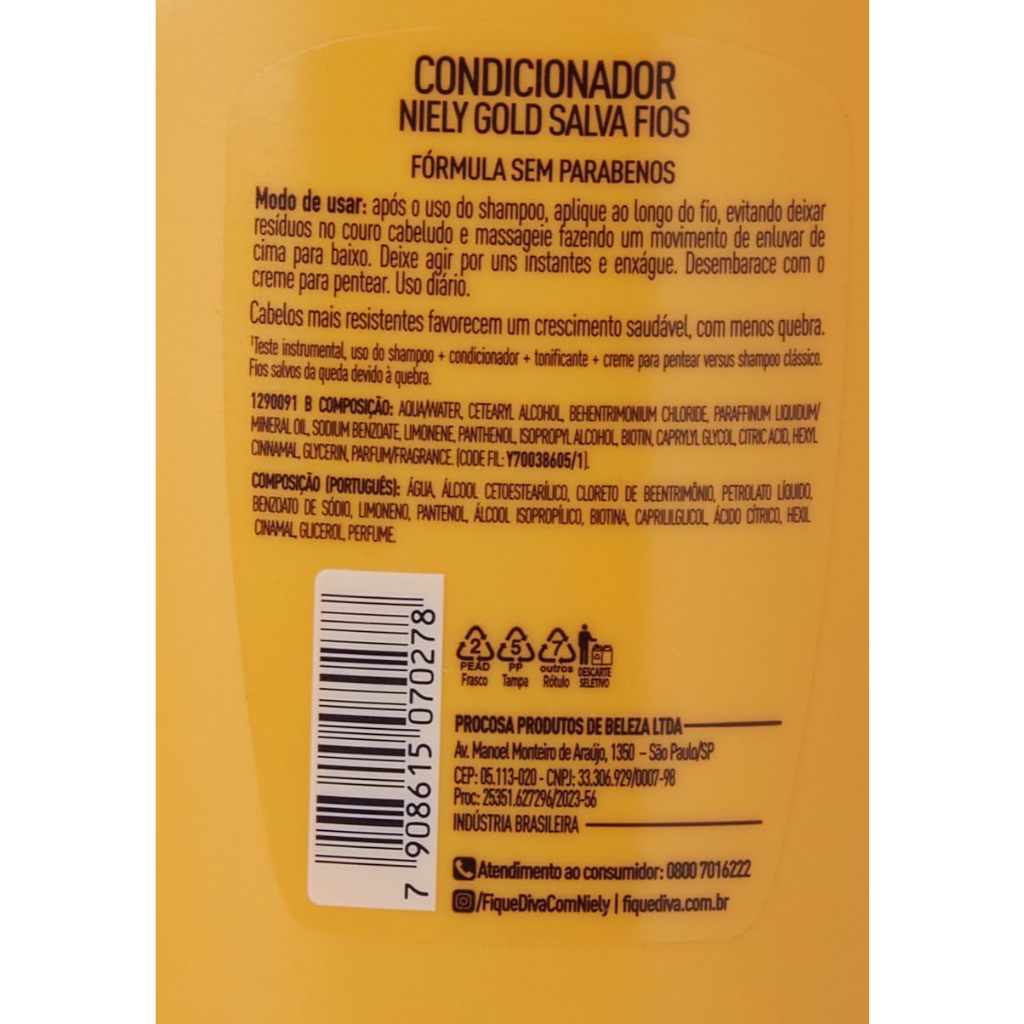 CONDICIONADOR
NIELY GOLD SALVA FIOS
FÓRMULA SEM PARABENOS
Modo de usar: após o uso do shampoo, aplique ao longo do fio, evitando deixar
resíduos no couro cabeludo e massageie fazendo um movimento de enluvar de
cima para baixo. Deixe agir por uns instantes e enxágue. Desembarace com o
creme para pentear. Uso diário.
Cabelos mais resistentes favorecem um crescimento saudável, com menos quebra.
¹Teste instrumental, uso do shampoo + condicionador + tonificante + creme para pentear versus shampoo clássico.
Fios salvos da queda devido à quebra.
1290091 B COMPOSIÇÃO: AQUA/WATER, CETEARYL ALCOHOL, BEHENTRIMONIUM CHLORIDE, PARAFFINUM LIQUIDUM/
MINERAL OIL, SODIUM BENZOATE, LIMONENE, PANTHENOL, ISOPROPYL ALCOHOL, BIOTIN, CAPRYLYL GLYCOL, CITRIC ACID, HEXYL
CINNAMAL, GLYCERIN, PARFUM/FRAGRANCE. (CODE FIL: Y70038605/1).
COMPOSIÇÃO (PORTUGUÊS): ÁGUA, ÁLCOOL CETOESTEARÍLICO, CLORETO DE BEENTRIMÔNIO, PETROLATO LÍQUIDO,
BENZOATO DE SÓDIO, LIMONENO, PANTENOL, ÁLCOOL ISOPROPÍLICO, BIOTINA, CAPRILILGLICOL, ÁCIDO CÍTRICO, HEXIL
CINAMAL, GLICEROL, PERFUME.
7 908615 070278
2 5 7
PEAD PP outros DESCARTE
Frasco Tampa Rótulo SELETIVO
PROCOSA PRODUTOS DE BELEZA LTDA
Av. Manoel Monteiro de Araújo, 1350 - São Paulo/SP
CEP: 05.113-020 - CNPJ: 33.306.929/0007-98
Proc: 25351.627296/2023-56
INDÚSTRIA BRASILEIRA
Atendimento ao consumidor: 0800 7016222
/FiqueDivaComNiely | fiquediva.com.br